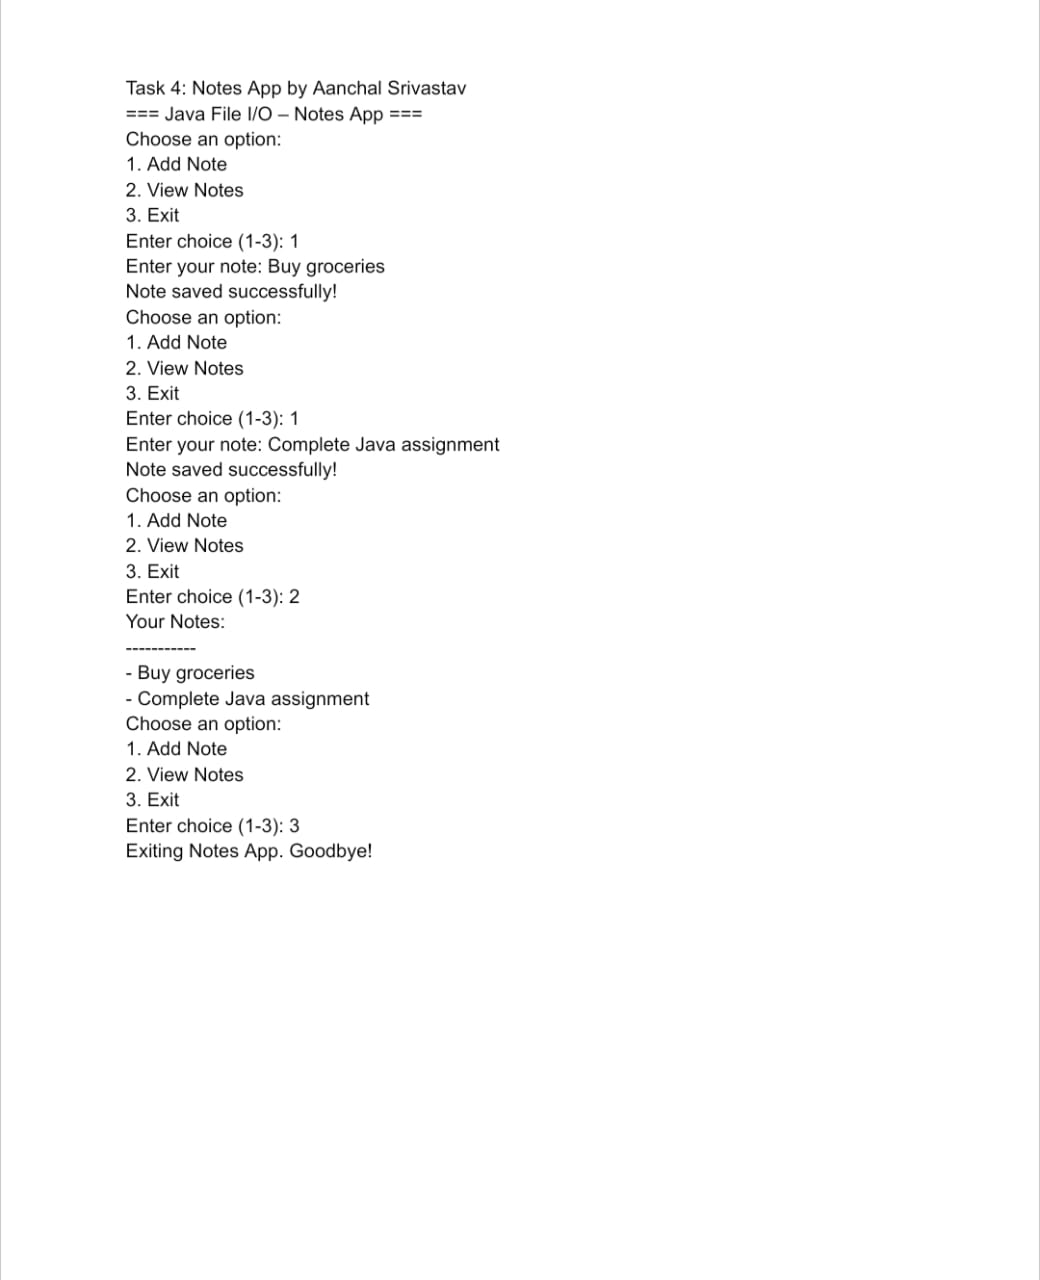 Task 4: Notes App by Aanchal Srivastav
=== Java File I/O – Notes App ===
Choose an option:
1. Add Note
2. View Notes
3. Exit
Enter choice (1-3): 1
Enter your note: Buy groceries
Note saved successfully!
Choose an option:
1. Add Note
2. View Notes
3. Exit
Enter choice (1-3): 1
Enter your note: Complete Java assignment
Note saved successfully!
Choose an option:
1. Add Note
2. View Notes
3. Exit
Enter choice (1-3): 2
Your Notes:
-----------
- Buy groceries
- Complete Java assignment
Choose an option:
1. Add Note
2. View Notes
3. Exit
Enter choice (1-3): 3
Exiting Notes App. Goodbye!